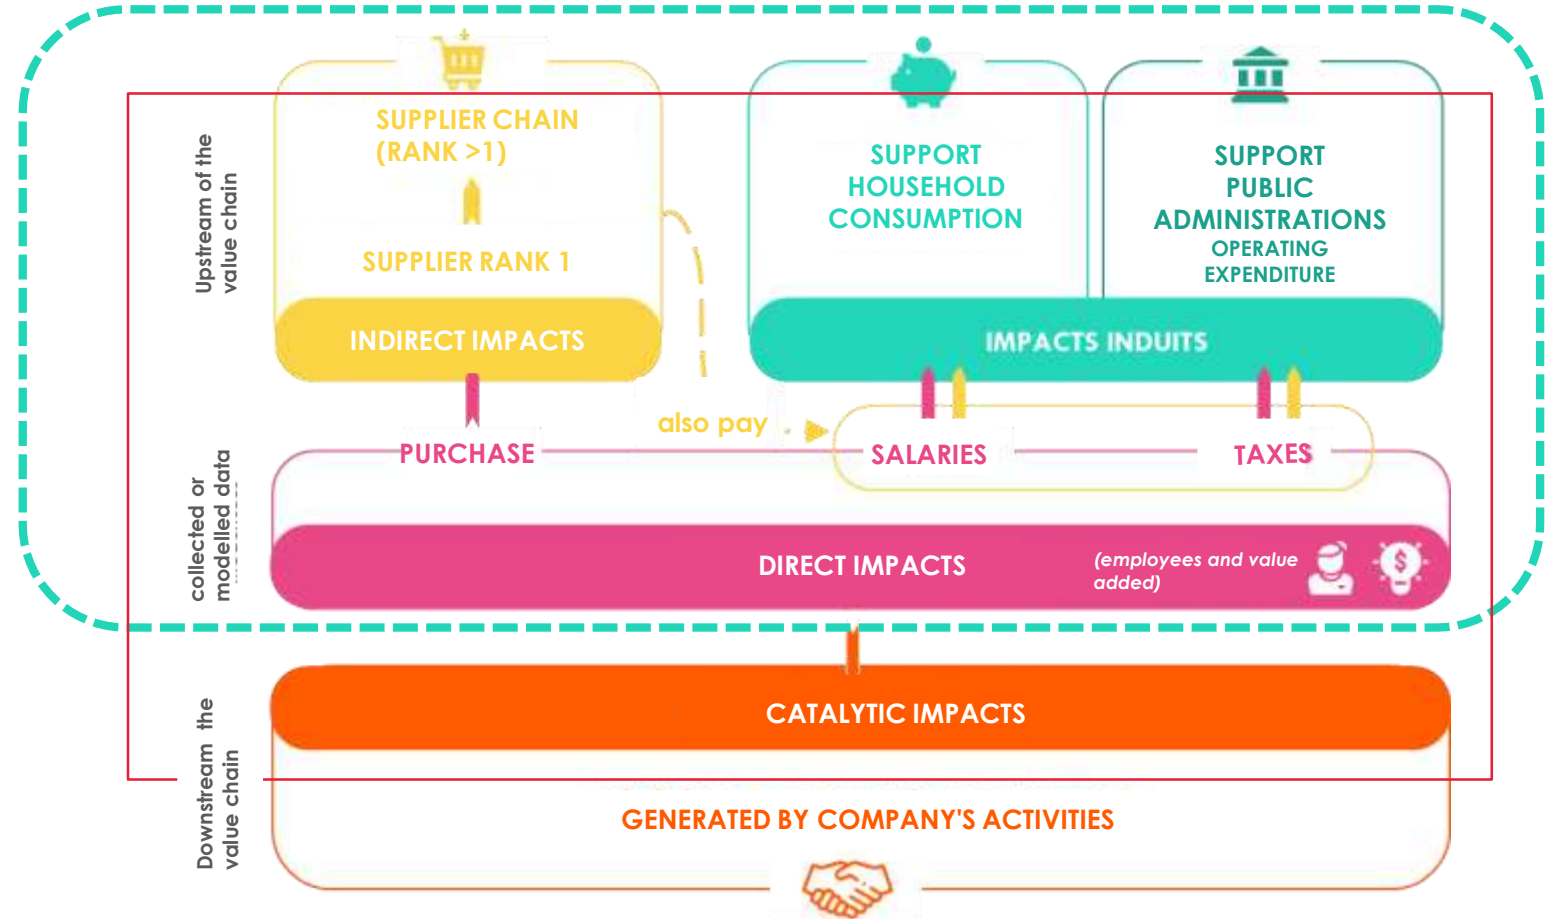 Upstream of the
value chain
SUPPLIER CHAIN
(RANK >1)
SUPPLIER RANK 1
INDIRECT IMPACTS
SUPPORT
HOUSEHOLD
CONSUMPTION
SUPPORT
PUBLIC
ADMINISTRATIONS
OPERATING
EXPENDITURE
IMPACTS INDUITS
collected or
modelled data
also pay
PURCHASE
SALARIES
TAXES
DIRECT IMPACTS
(employees and value
added)
$
Downstream the
value chain
CATALYTIC IMPACTS
GENERATED BY COMPANY'S ACTIVITIES